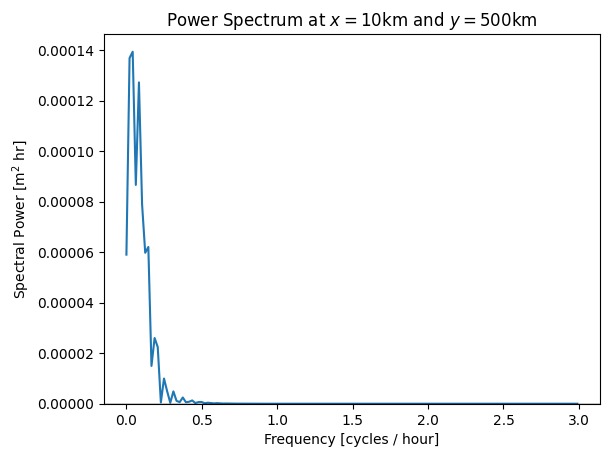 Power Spectrum at x = 10km and y = 500km
0.00014
0.00012
0.00010
0.00008
0.00006
0.00004
0.00002
0.00000
Spectral Power [m² hr]
0.0 0.5 1.0 1.5 2.0 2.5 3.0
Frequency [cycles / hour]